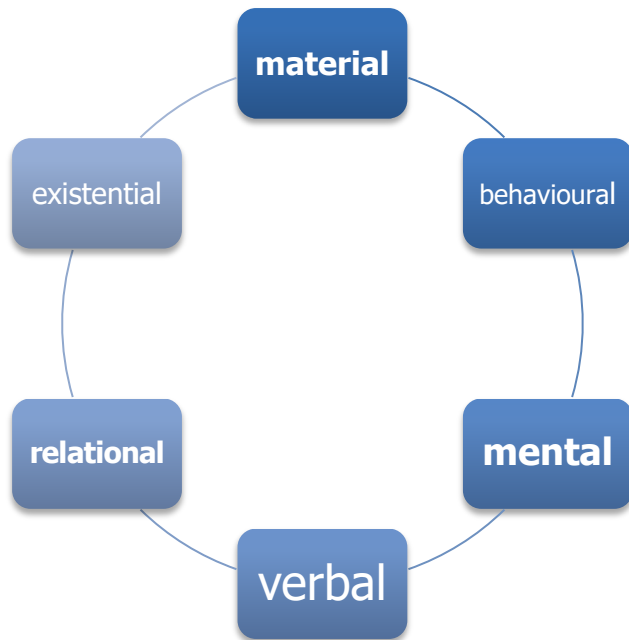 material
behavioural
mental
verbal
relational
existential